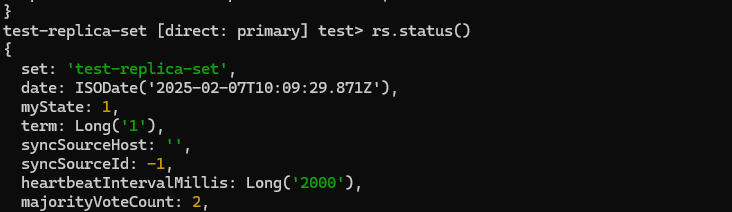 }
test-replica-set [direct: primary] test> rs.status()
{
  set: 'test-replica-set',
  date: ISODate('2025-02-07T10:09:29.871Z'),
  myState: 1,
  term: Long('1'),
  syncSourceHost: '',
  syncSourceId: -1,
  heartbeatIntervalMillis: Long('2000'),
  majorityVoteCount: 2,